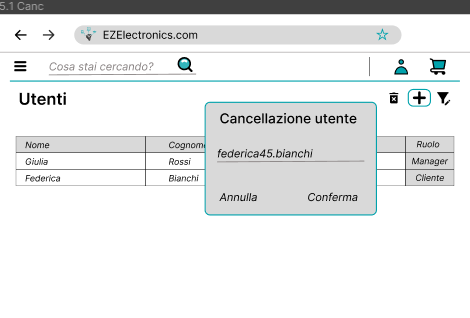 5.1 Canc
EZElectronics.com
Cosa stai cercando?
Utenti
Cancellazione utente
federica45.bianchi
Annulla Conferma
Nome Cognome Ruolo
Giulia Rossi Manager
Federica Bianchi Cliente